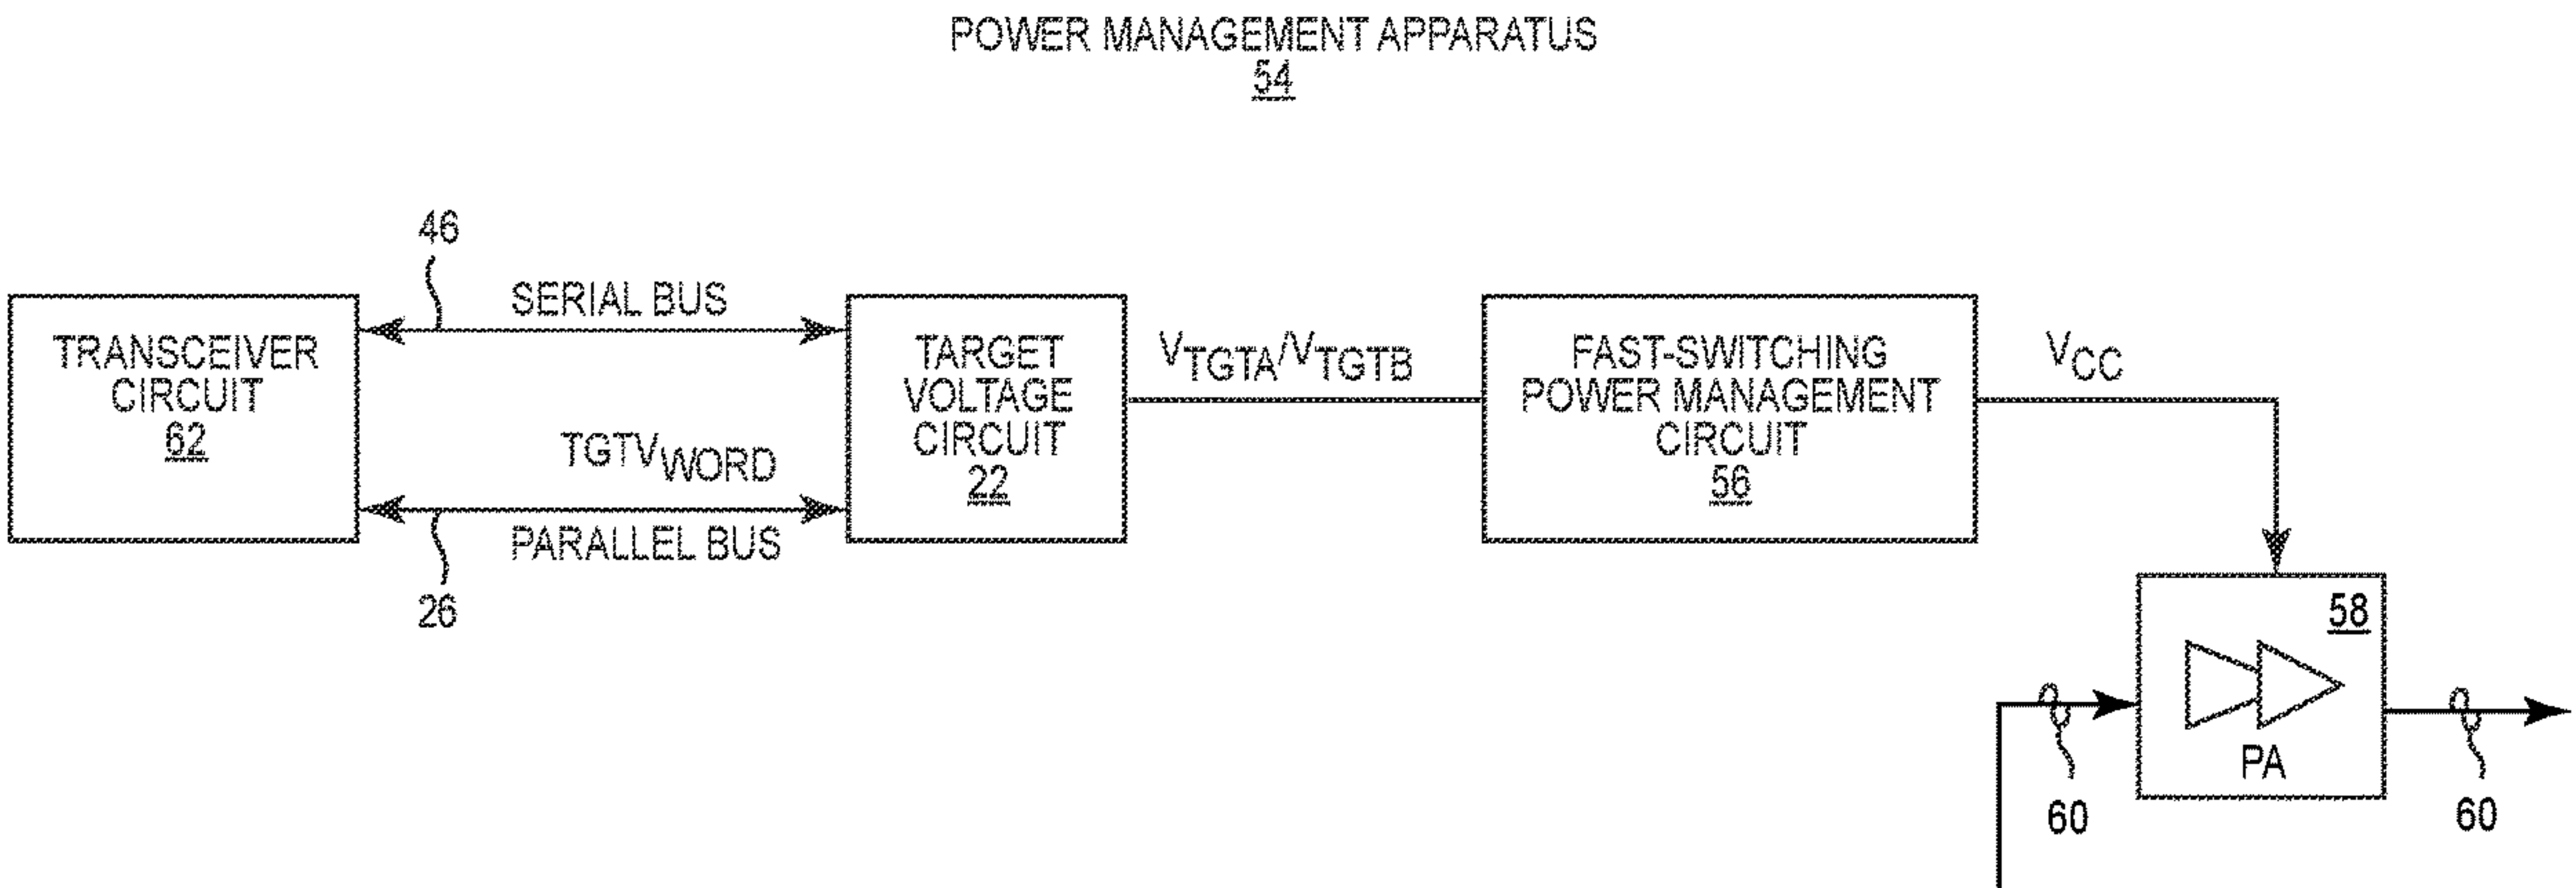 POWER MANAGEMENT APPARATUS
54
46
SERIAL BUS
TRANSCEIVER
CIRCUIT
62
TGTVWORD
PARALLEL BUS
26
TARGET
VOLTAGE
CIRCUIT
22
VTGTA/VTGTB
FAST-SWITCHING
POWER MANAGEMENT
CIRCUIT
56
VCC
58
PA
60
60